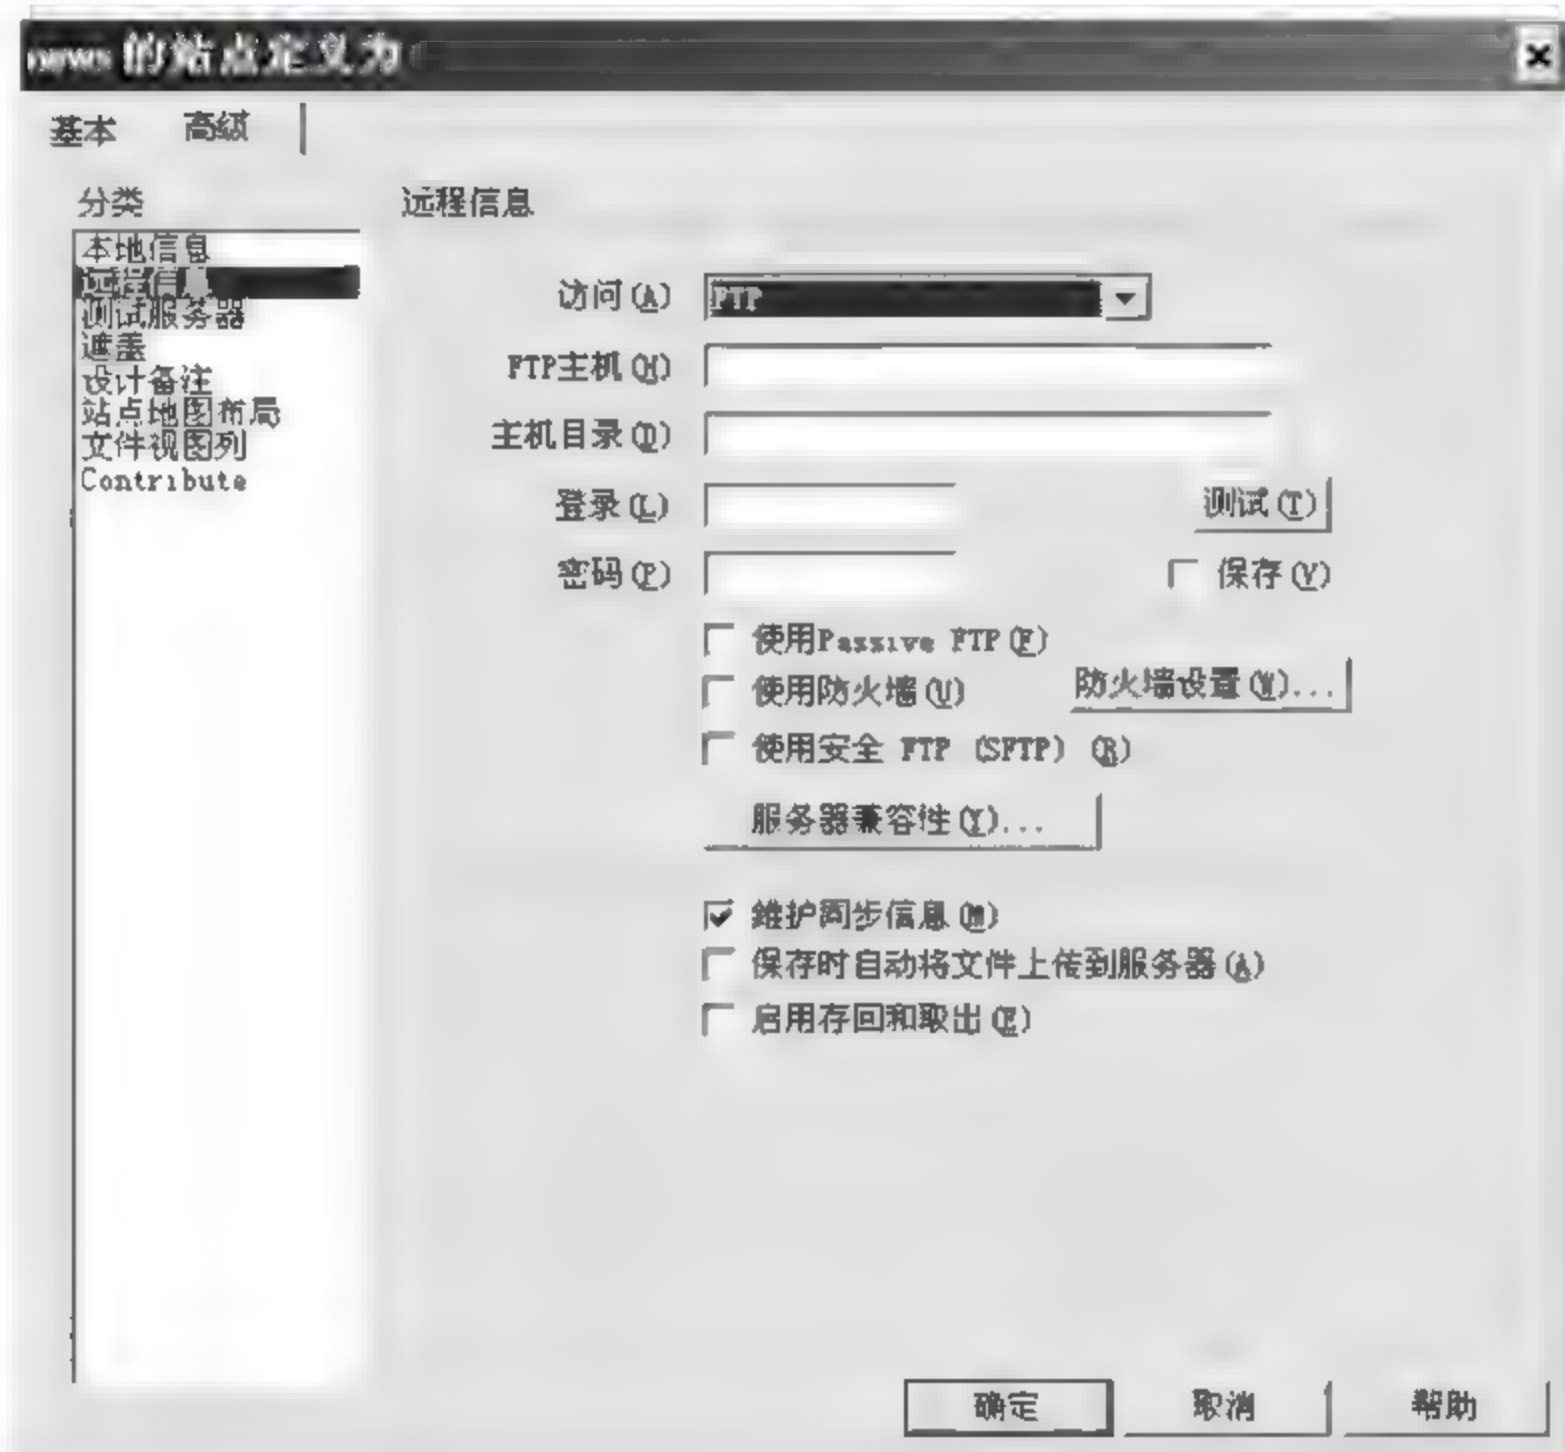 news 的站点定义为
基本 高级
分类
本地信息
远程信息
测试服务器
遮盖
设计备注
站点地图布局
文件视图列
Contribute
远程信息
访问(A) FTP
FTP主机(H)
主机目录(D)
登录(L) 测试(T)
密码(P) 保存(V)
使用Passive FTP(F)
使用防火墙(U) 防火墙设置(W)...
使用安全 FTP (SFTP) (R)
服务器兼容性(Y)...
维护同步信息(M)
保存时自动将文件上传到服务器(A)
启用存回和取出(E)
确定 取消 帮助